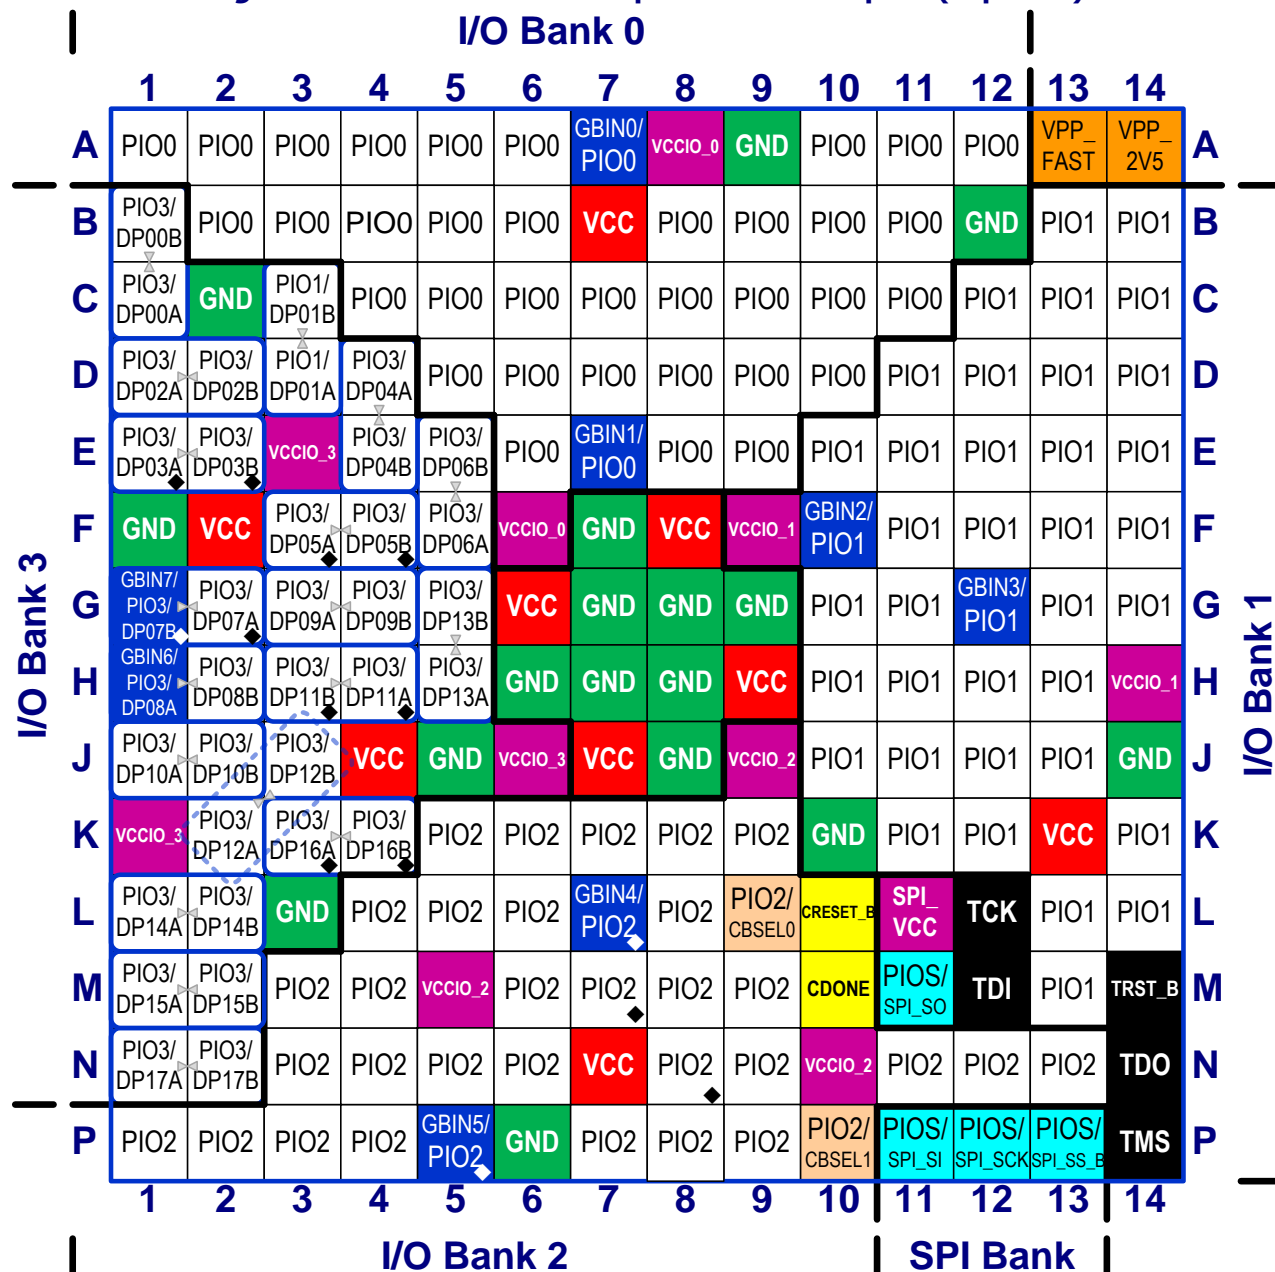 I/O Bank 0
1 2 3 4 5 6 7 8 9 10 11 12 13 14
A PIO0 PIO0 PIO0 PIO0 PIO0 PIO0 GBIN0/ PIO0 VCCIO_0 GND PIO0 PIO0 PIO0 VPP_ FAST VPP_ 2V5 A
B PIO3/ DP00B PIO0 PIO0 PIO0 PIO0 PIO0 VCC PIO0 PIO0 PIO0 PIO0 GND PIO1 PIO1 B
C PIO3/ DP00A GND PIO1/ DP01B PIO0 PIO0 PIO0 PIO0 PIO0 PIO0 PIO0 PIO0 PIO1 PIO1 PIO1 C
D PIO3/ DP02A PIO3/ DP02B PIO1/ DP01A PIO3/ DP04A PIO0 PIO0 PIO0 PIO0 PIO0 PIO0 PIO1 PIO1 PIO1 PIO1 D
E PIO3/ DP03A PIO3/ DP03B VCCIO_3 PIO3/ DP04B PIO3/ DP06B PIO0 GBIN1/ PIO0 PIO0 PIO0 PIO1 PIO1 PIO1 PIO1 PIO1 E
F GND VCC PIO3/ DP05A PIO3/ DP05B PIO3/ DP06A VCCIO_0 GND VCC VCCIO_1 GBIN2/ PIO1 PIO1 PIO1 PIO1 PIO1 F
G GBIN7/ PIO3/ DP07B PIO3/ DP07A PIO3/ DP09A PIO3/ DP09B PIO3/ DP13B VCC GND GND GND PIO1 PIO1 GBIN3/ PIO1 PIO1 PIO1 G
H GBIN6/ PIO3/ DP08A PIO3/ DP08B PIO3/ DP11B PIO3/ DP11A PIO3/ DP13A GND GND GND VCC PIO1 PIO1 PIO1 PIO1 VCCIO_1 H
J PIO3/ DP10A PIO3/ DP10B PIO3/ DP12B VCC GND VCCIO_3 VCC GND VCCIO_2 PIO1 PIO1 PIO1 PIO1 GND J
K VCCIO_3 PIO3/ DP12A PIO3/ DP16A PIO3/ DP16B PIO2 PIO2 PIO2 PIO2 PIO2 GND PIO1 PIO1 VCC PIO1 K
L PIO3/ DP14A PIO3/ DP14B GND PIO2 PIO2 PIO2 GBIN4/ PIO2 PIO2 PIO2/ CBSEL0 CRESET_B SPI_ VCC TCK PIO1 PIO1 L
M PIO3/ DP15A PIO3/ DP15B PIO2 PIO2 VCCIO_2 PIO2 PIO2 PIO2 PIO2 CDONE PIOS/ SPI_SO TDI PIO1 TRST_B M
N PIO3/ DP17A PIO3/ DP17B PIO2 PIO2 PIO2 PIO2 VCC PIO2 PIO2 VCCIO_2 PIO2 PIO2 PIO2 TDO N
P PIO2 PIO2 PIO2 PIO2 GBIN5/ PIO2 GND PIO2 PIO2 PIO2 PIO2/ CBSEL1 PIOS/ SPI_SI PIOS/ SPI_SCK PIOS/ SPI_SS_B TMS P
1 2 3 4 5 6 7 8 9 10 11 12 13 14
I/O Bank 3
I/O Bank 1
I/O Bank 2
SPI Bank